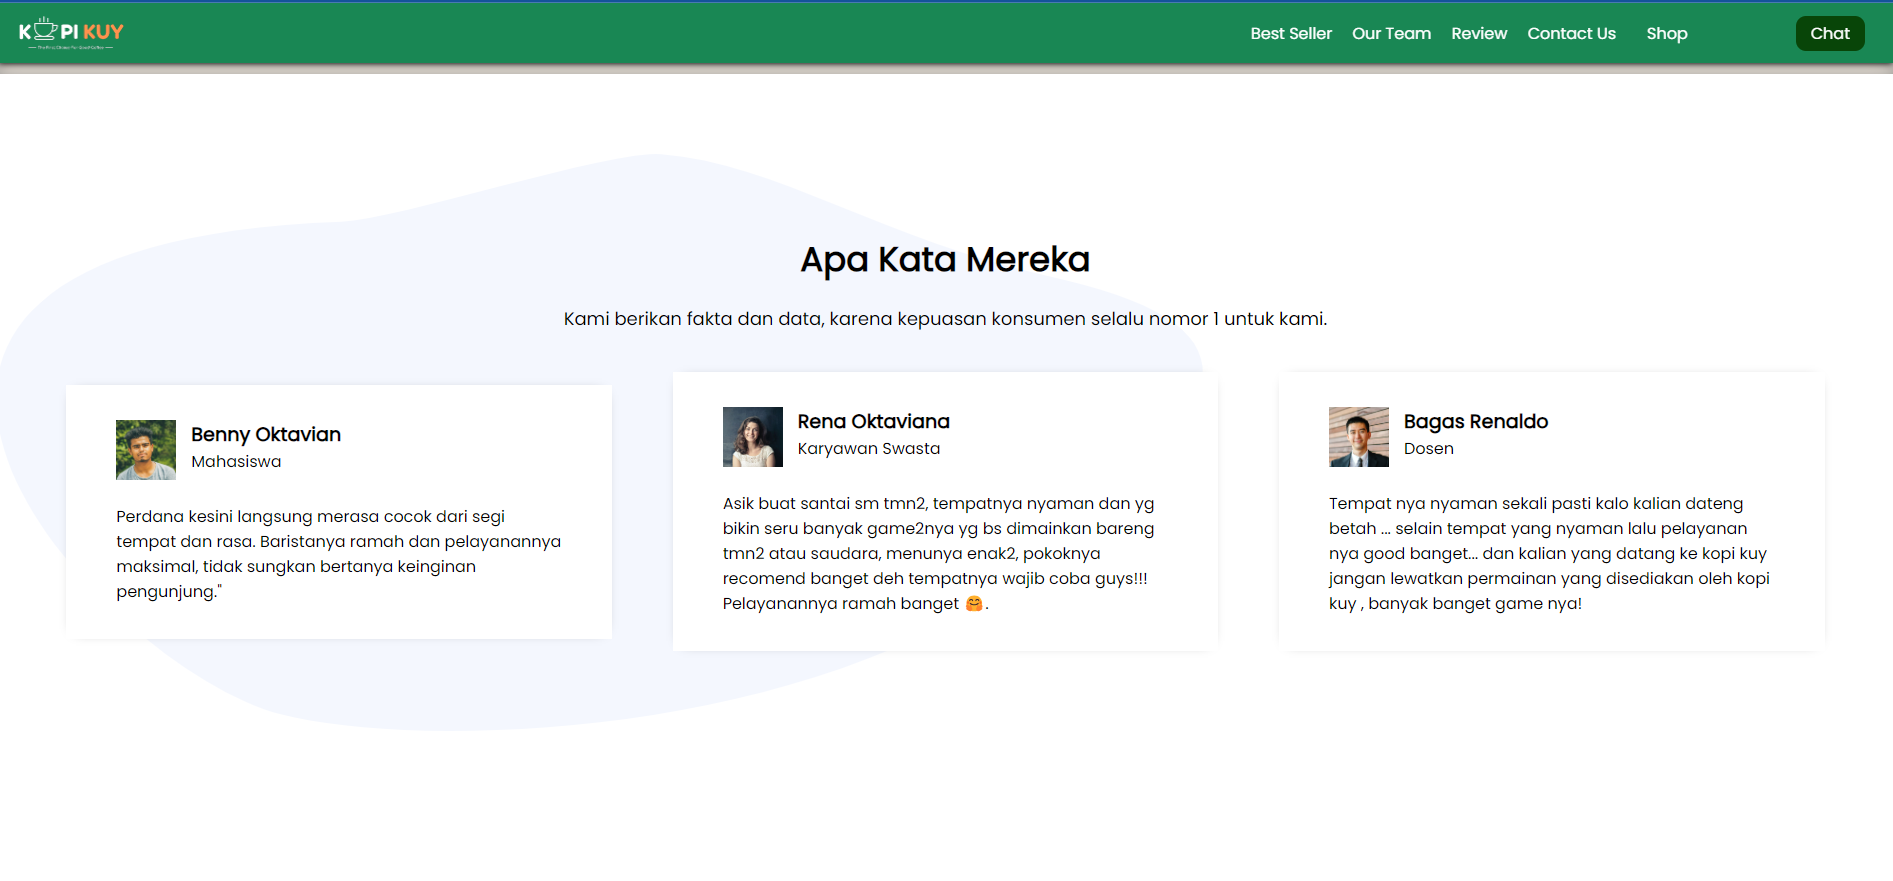 KOPI KUY
Best Seller
Our Team
Review
Contact Us
Shop
Chat
Apa Kata Mereka
Kami berikan fakta dan data, karena kepuasan konsumen selalu nomor 1 untuk kami.
Benny Oktavian
Mahasiswa
Perdana kesini langsung merasa cocok dari segi
tempat dan rasa. Baristanya ramah dan pelayanannya
maksimal, tidak sungkan bertanya keinginan
pengunjung."
Rena Oktaviana
Karyawan Swasta
Asik buat santai sm tmn2, tempatnya nyaman dan yg
bikin seru banyak game2nya yg bs dimainkan bareng
tmn2 atau saudara, menunya enak2, pokoknya
recomend banget deh tempatnya wajib coba guys!!!
Pelayanannya ramah banget 🤗.
Bagas Renaldo
Dosen
Tempat nya nyaman sekali pasti kalo kalian dateng
betah ... selain tempat yang nyaman lalu pelayanan
nya good banget... dan kalian yang datang ke kopi kuy
jangan lewatkan permainan yang disediakan oleh kopi
kuy , banyak banget game nya!